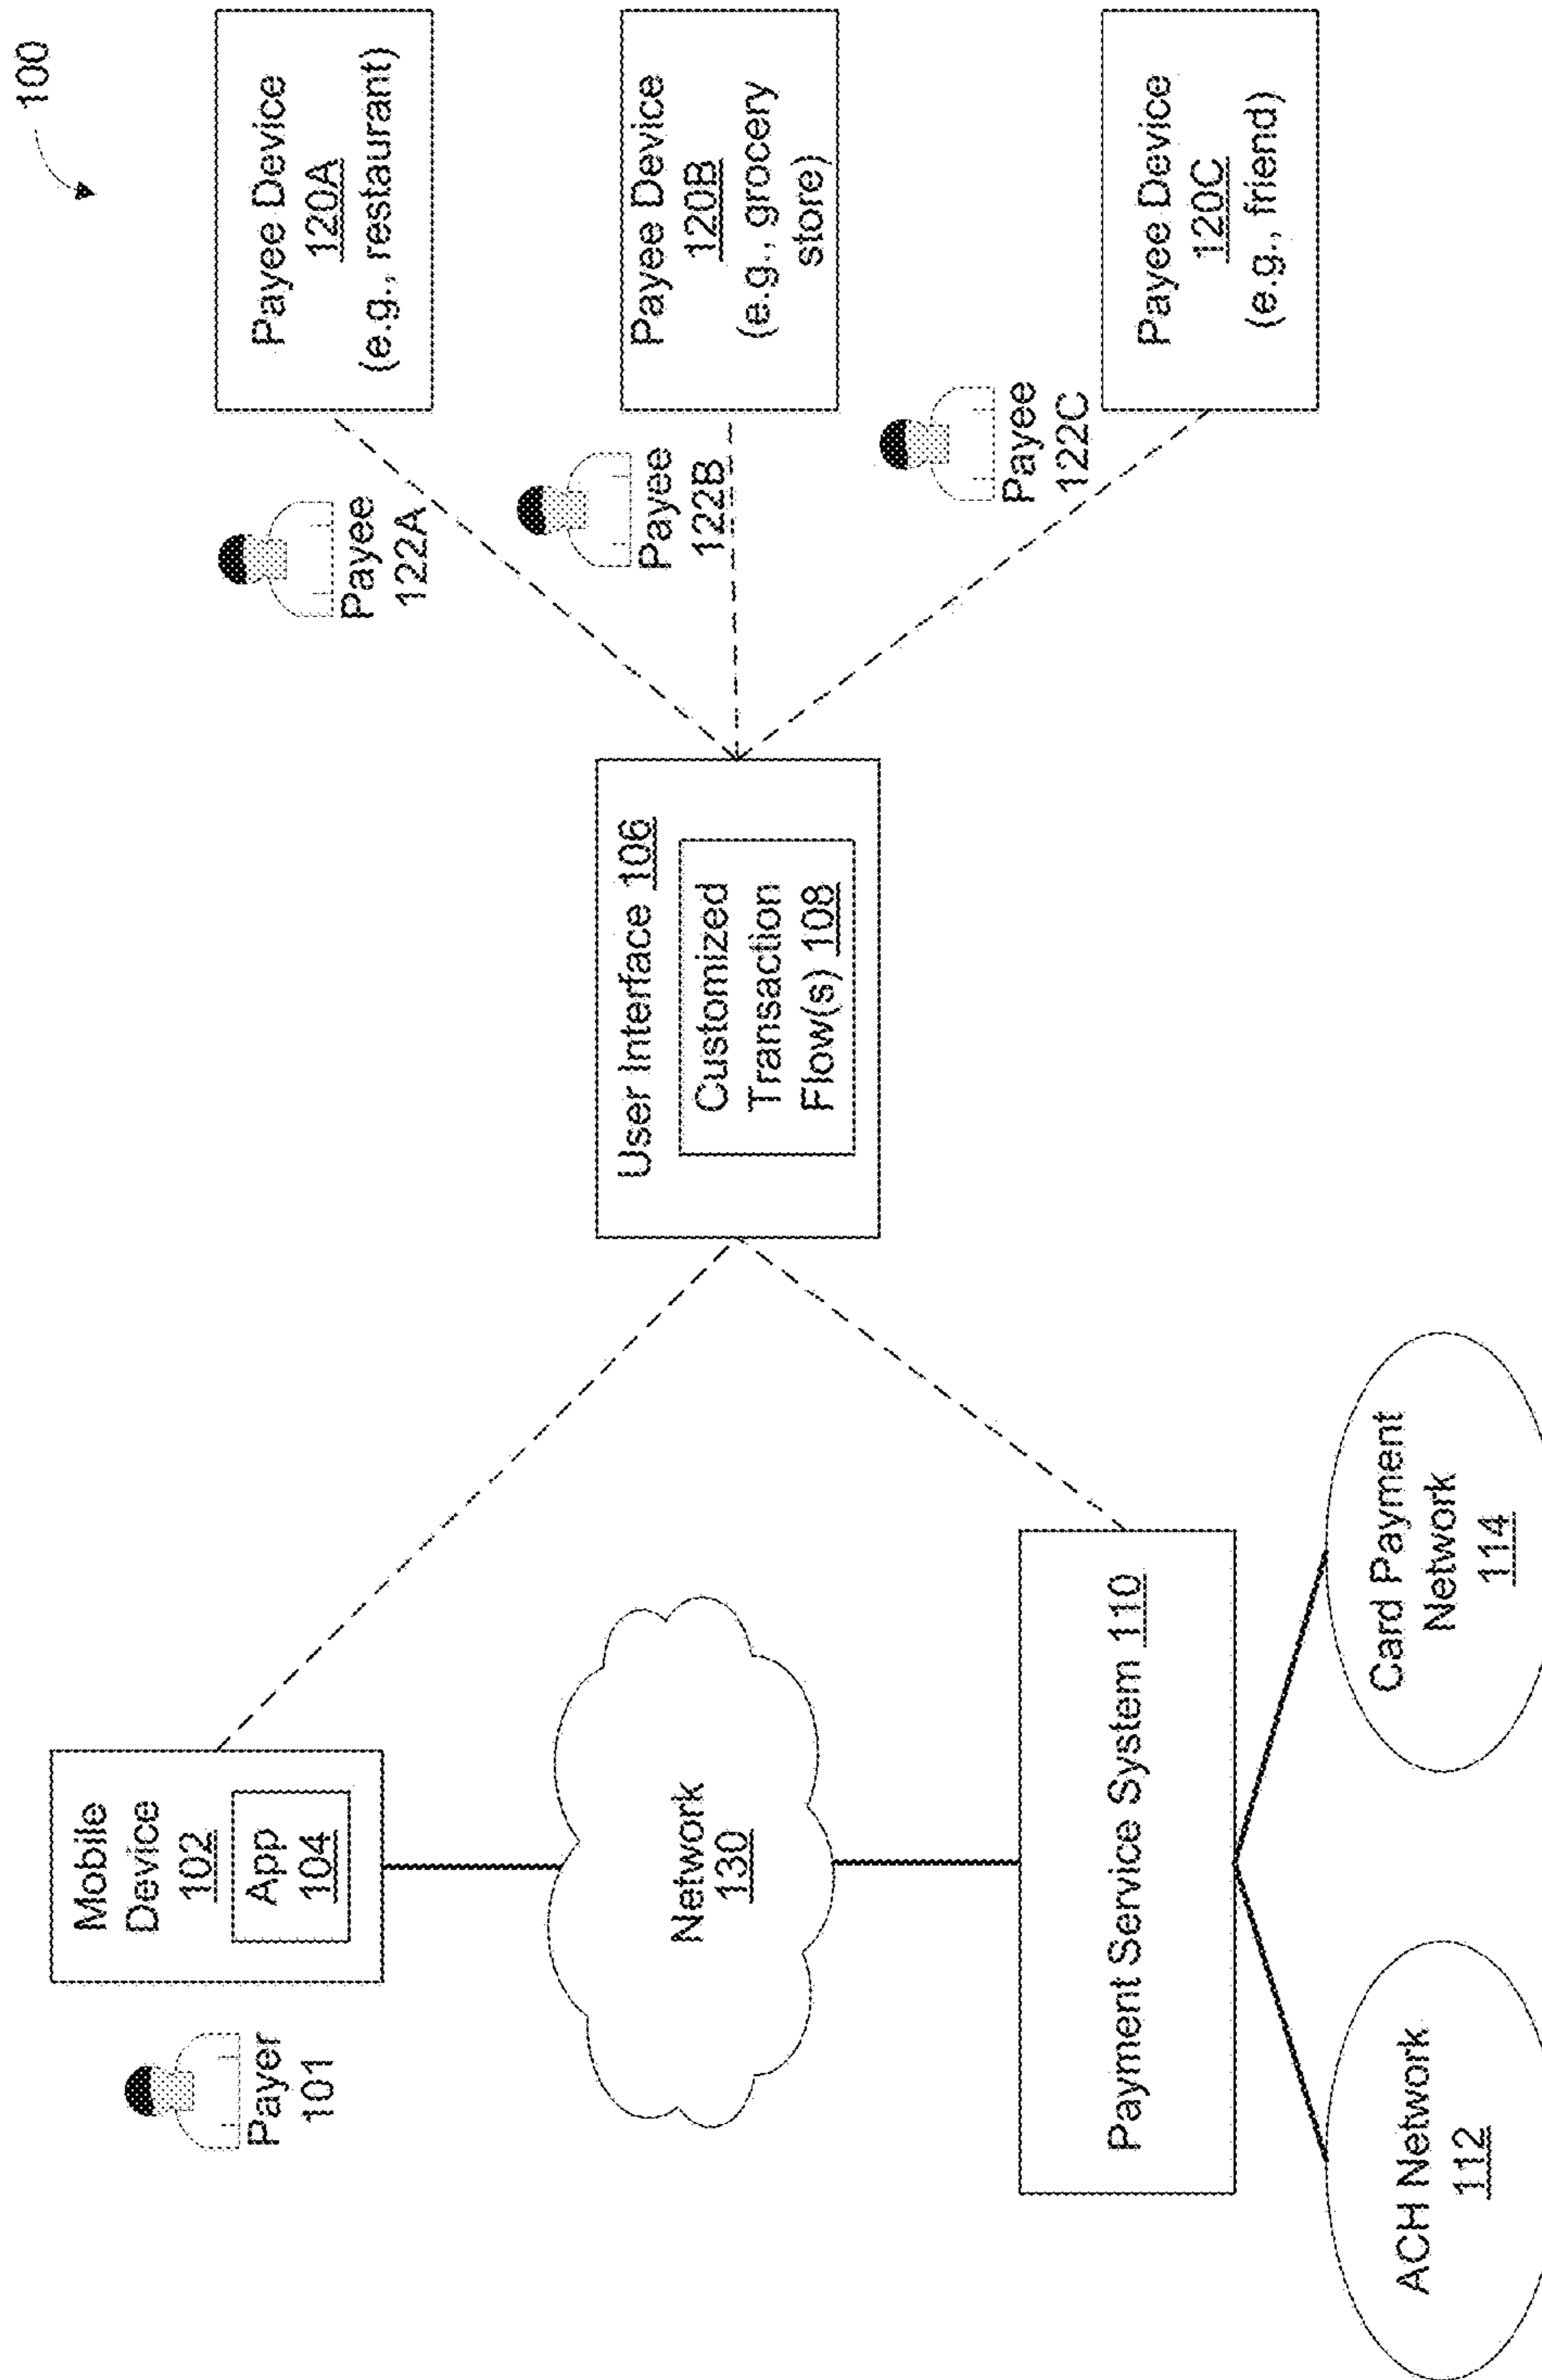 100
Payer
101
Mobile
Device
102
App
104
Network
130
Payment Service System 110
ACH Network
112
Card Payment
Network
114
User Interface 106
Customized
Transaction
Flow(s) 108
Payee
122A
Payee
122B
Payee
122C
Payee Device
120A
(e.g., restaurant)
Payee Device
120B
(e.g., grocery
store)
Payee Device
120C
(e.g., friend)